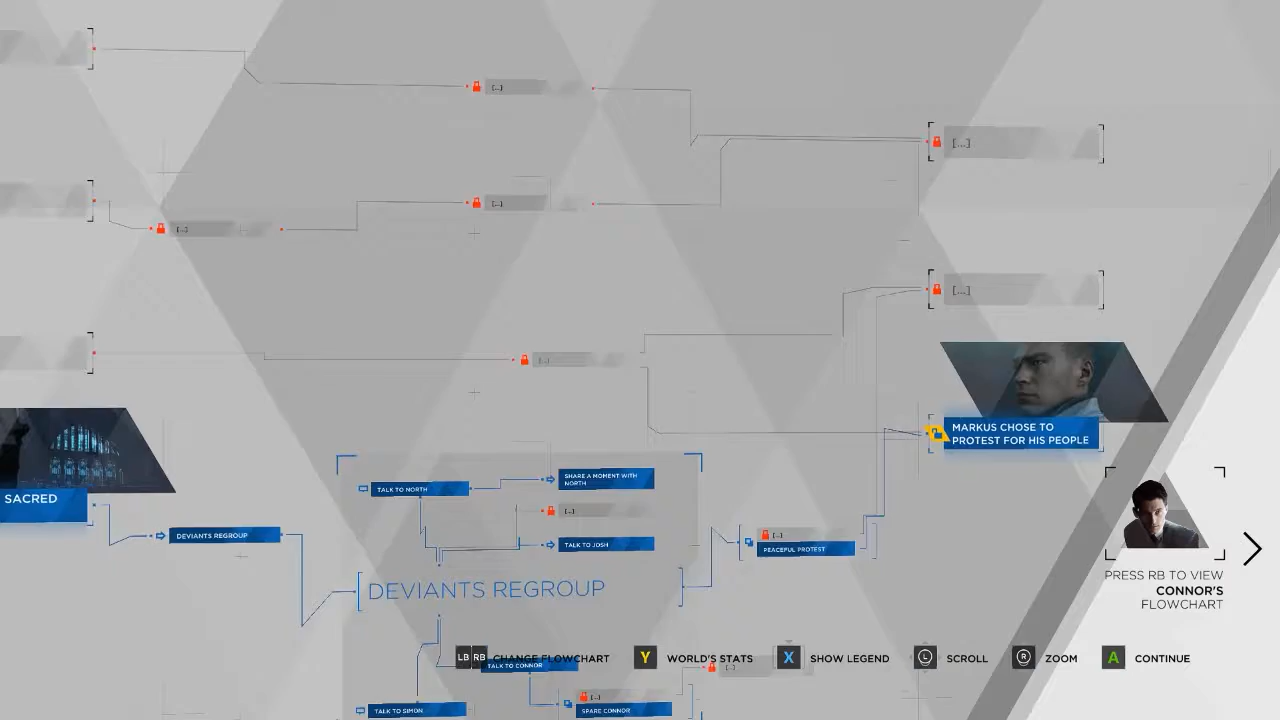 [...]
[...]
[...]
[...]
[...]
[...]
MARKUS CHOSE TO
PROTEST FOR HIS PEOPLE
SACRED
DEVIANTS REGROUP
TALK TO NORTH
SHARE A MOMENT WITH
NORTH
[...]
TALK TO JOSH
[...]
PEACEFUL PROTEST
DEVIANTS REGROUP
PRESS RB TO VIEW
CONNOR'S
FLOWCHART
LB RB CHANGE FLOWCHART
Y WORLD'S STATS
X SHOW LEGEND
L SCROLL
R ZOOM
A CONTINUE
TALK TO CONNOR
[...]
[...]
TALK TO SIMON
SPARE CONNOR